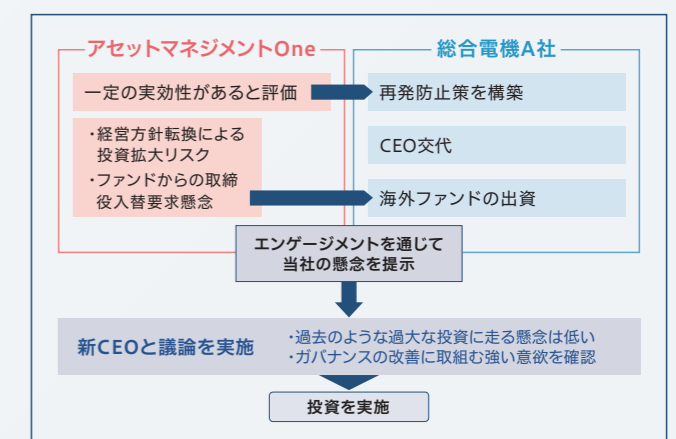 アセットマネジメントOne
総合電機A社
一定の実効性があると評価
再発防止策を構築
・経営方針転換による
投資拡大リスク
・ファンドからの取締
役入替要求懸念
CEO交代
海外ファンドの出資
エンゲージメントを通じて
当社の懸念を提示
新CEOと議論を実施
・過去のような過大な投資に走る懸念は低い
・ガバナンスの改善に取組む強い意欲を確認
投資を実施